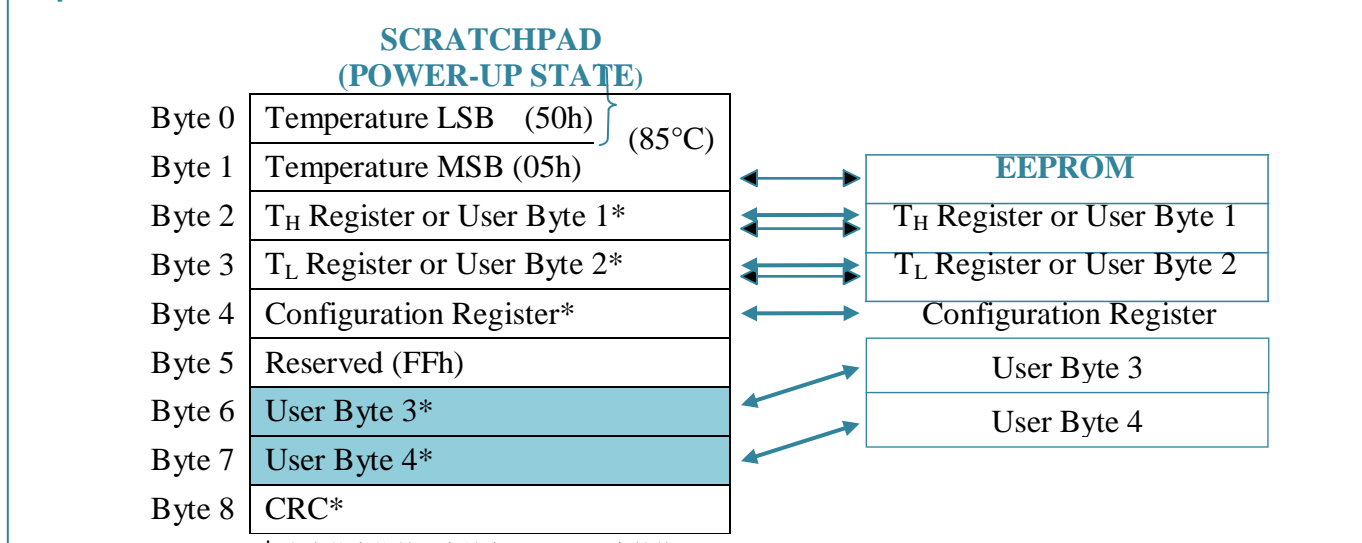 SCRATCHPAD
(POWER-UP STATE)
Byte 0 Temperature LSB (50h)
(85°C)
Byte 1 Temperature MSB (05h)
EEPROM
Byte 2 TH Register or User Byte 1*
TH Register or User Byte 1
Byte 3 TL Register or User Byte 2*
TL Register or User Byte 2
Byte 4 Configuration Register*
Configuration Register
Byte 5 Reserved (FFh)
User Byte 3
Byte 6 User Byte 3*
User Byte 4
Byte 7 User Byte 4*
Byte 8 CRC*